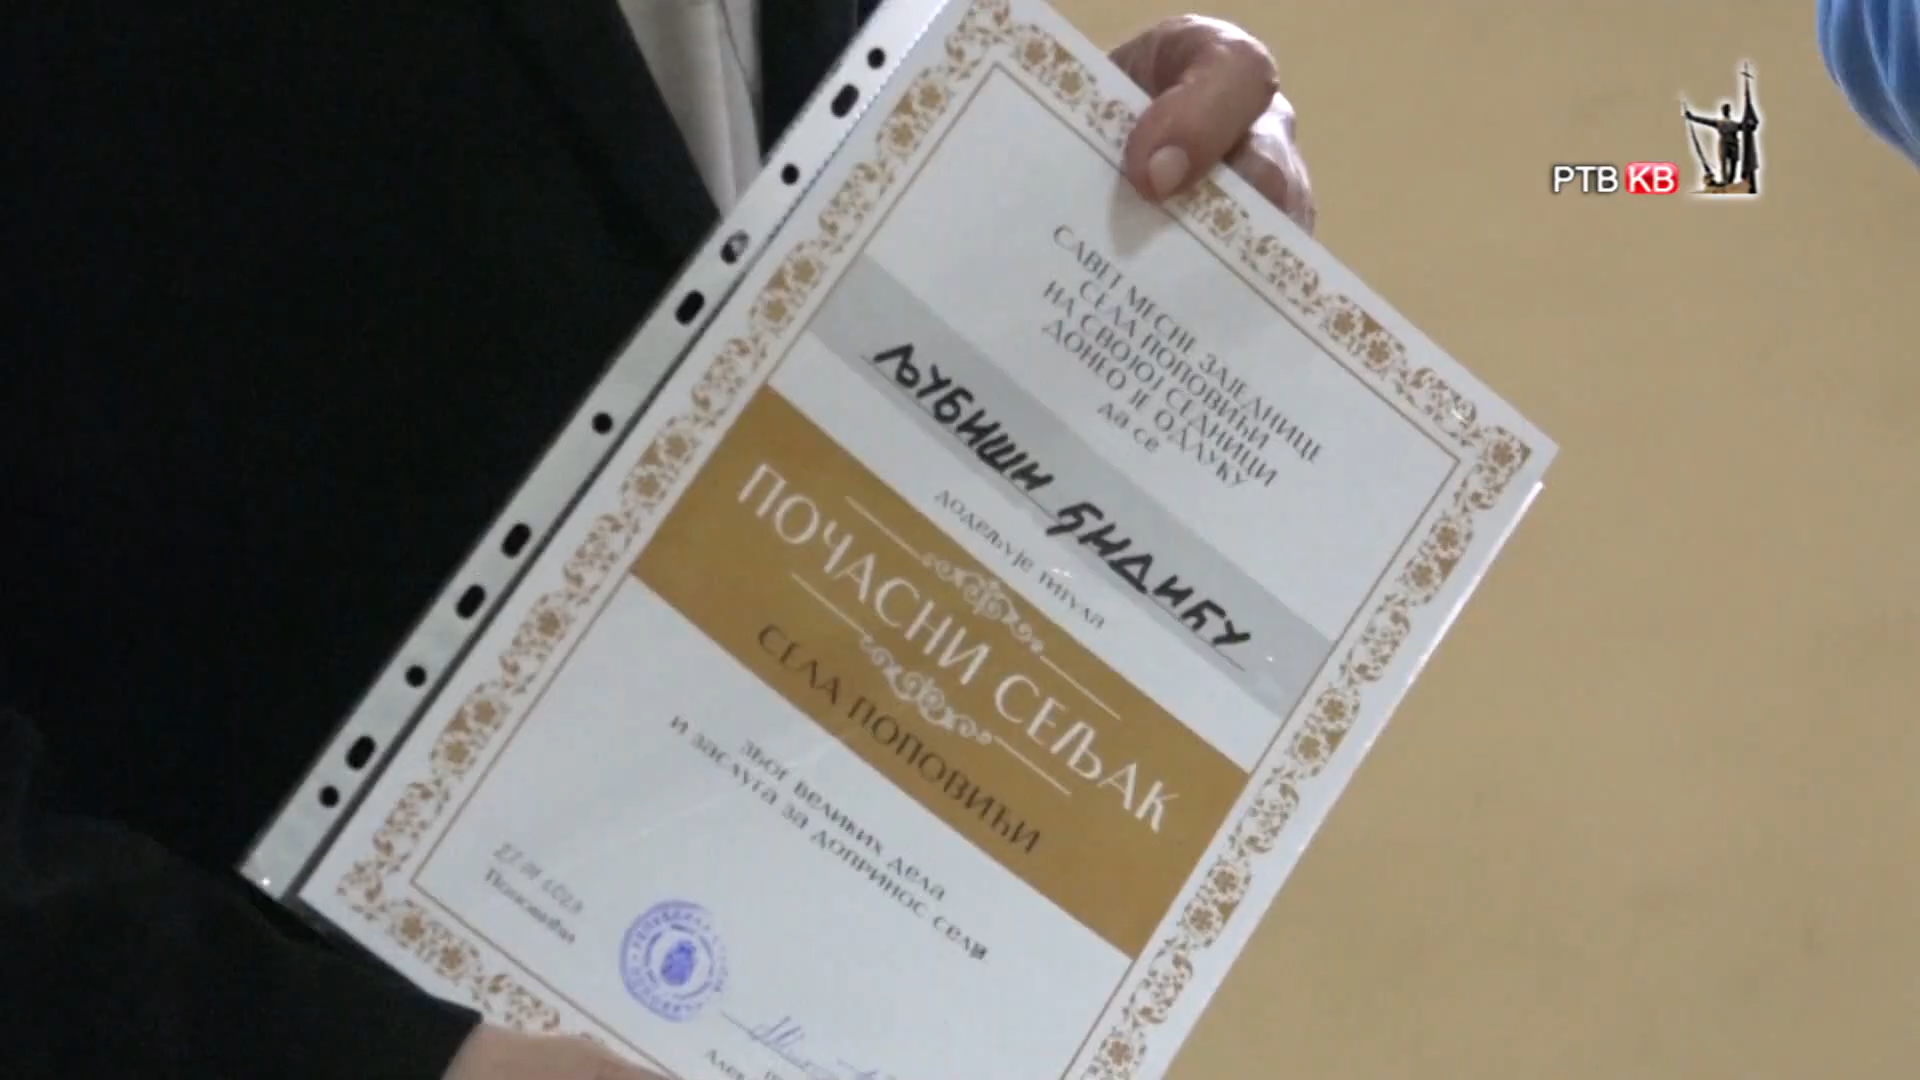 РТВ КВ
САВЕТ МЕСНЕ ЗАЈЕДНИЦЕ
СЕЛА ПОПОВИЋИ
НА СВОЈОЈ СЕДНИЦИ
ДОНЕО ЈЕ ОДЛУКУ
да се
ЉУБИШИ ЂИНДИЋУ
додељује титула
ПОЧАСНИ СЕЉАК
СЕЛА ПОПОВИЋИ
због великих дела
и заслуга за допринос селу
Поповићи